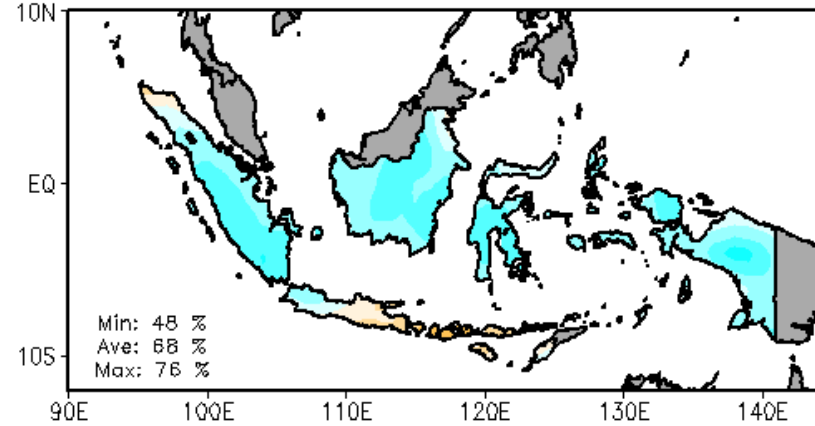 10N
EQ
Min: 48 %
Ave: 68 %
Max: 76 %
10S
90E 100E 110E 120E 130E 140E